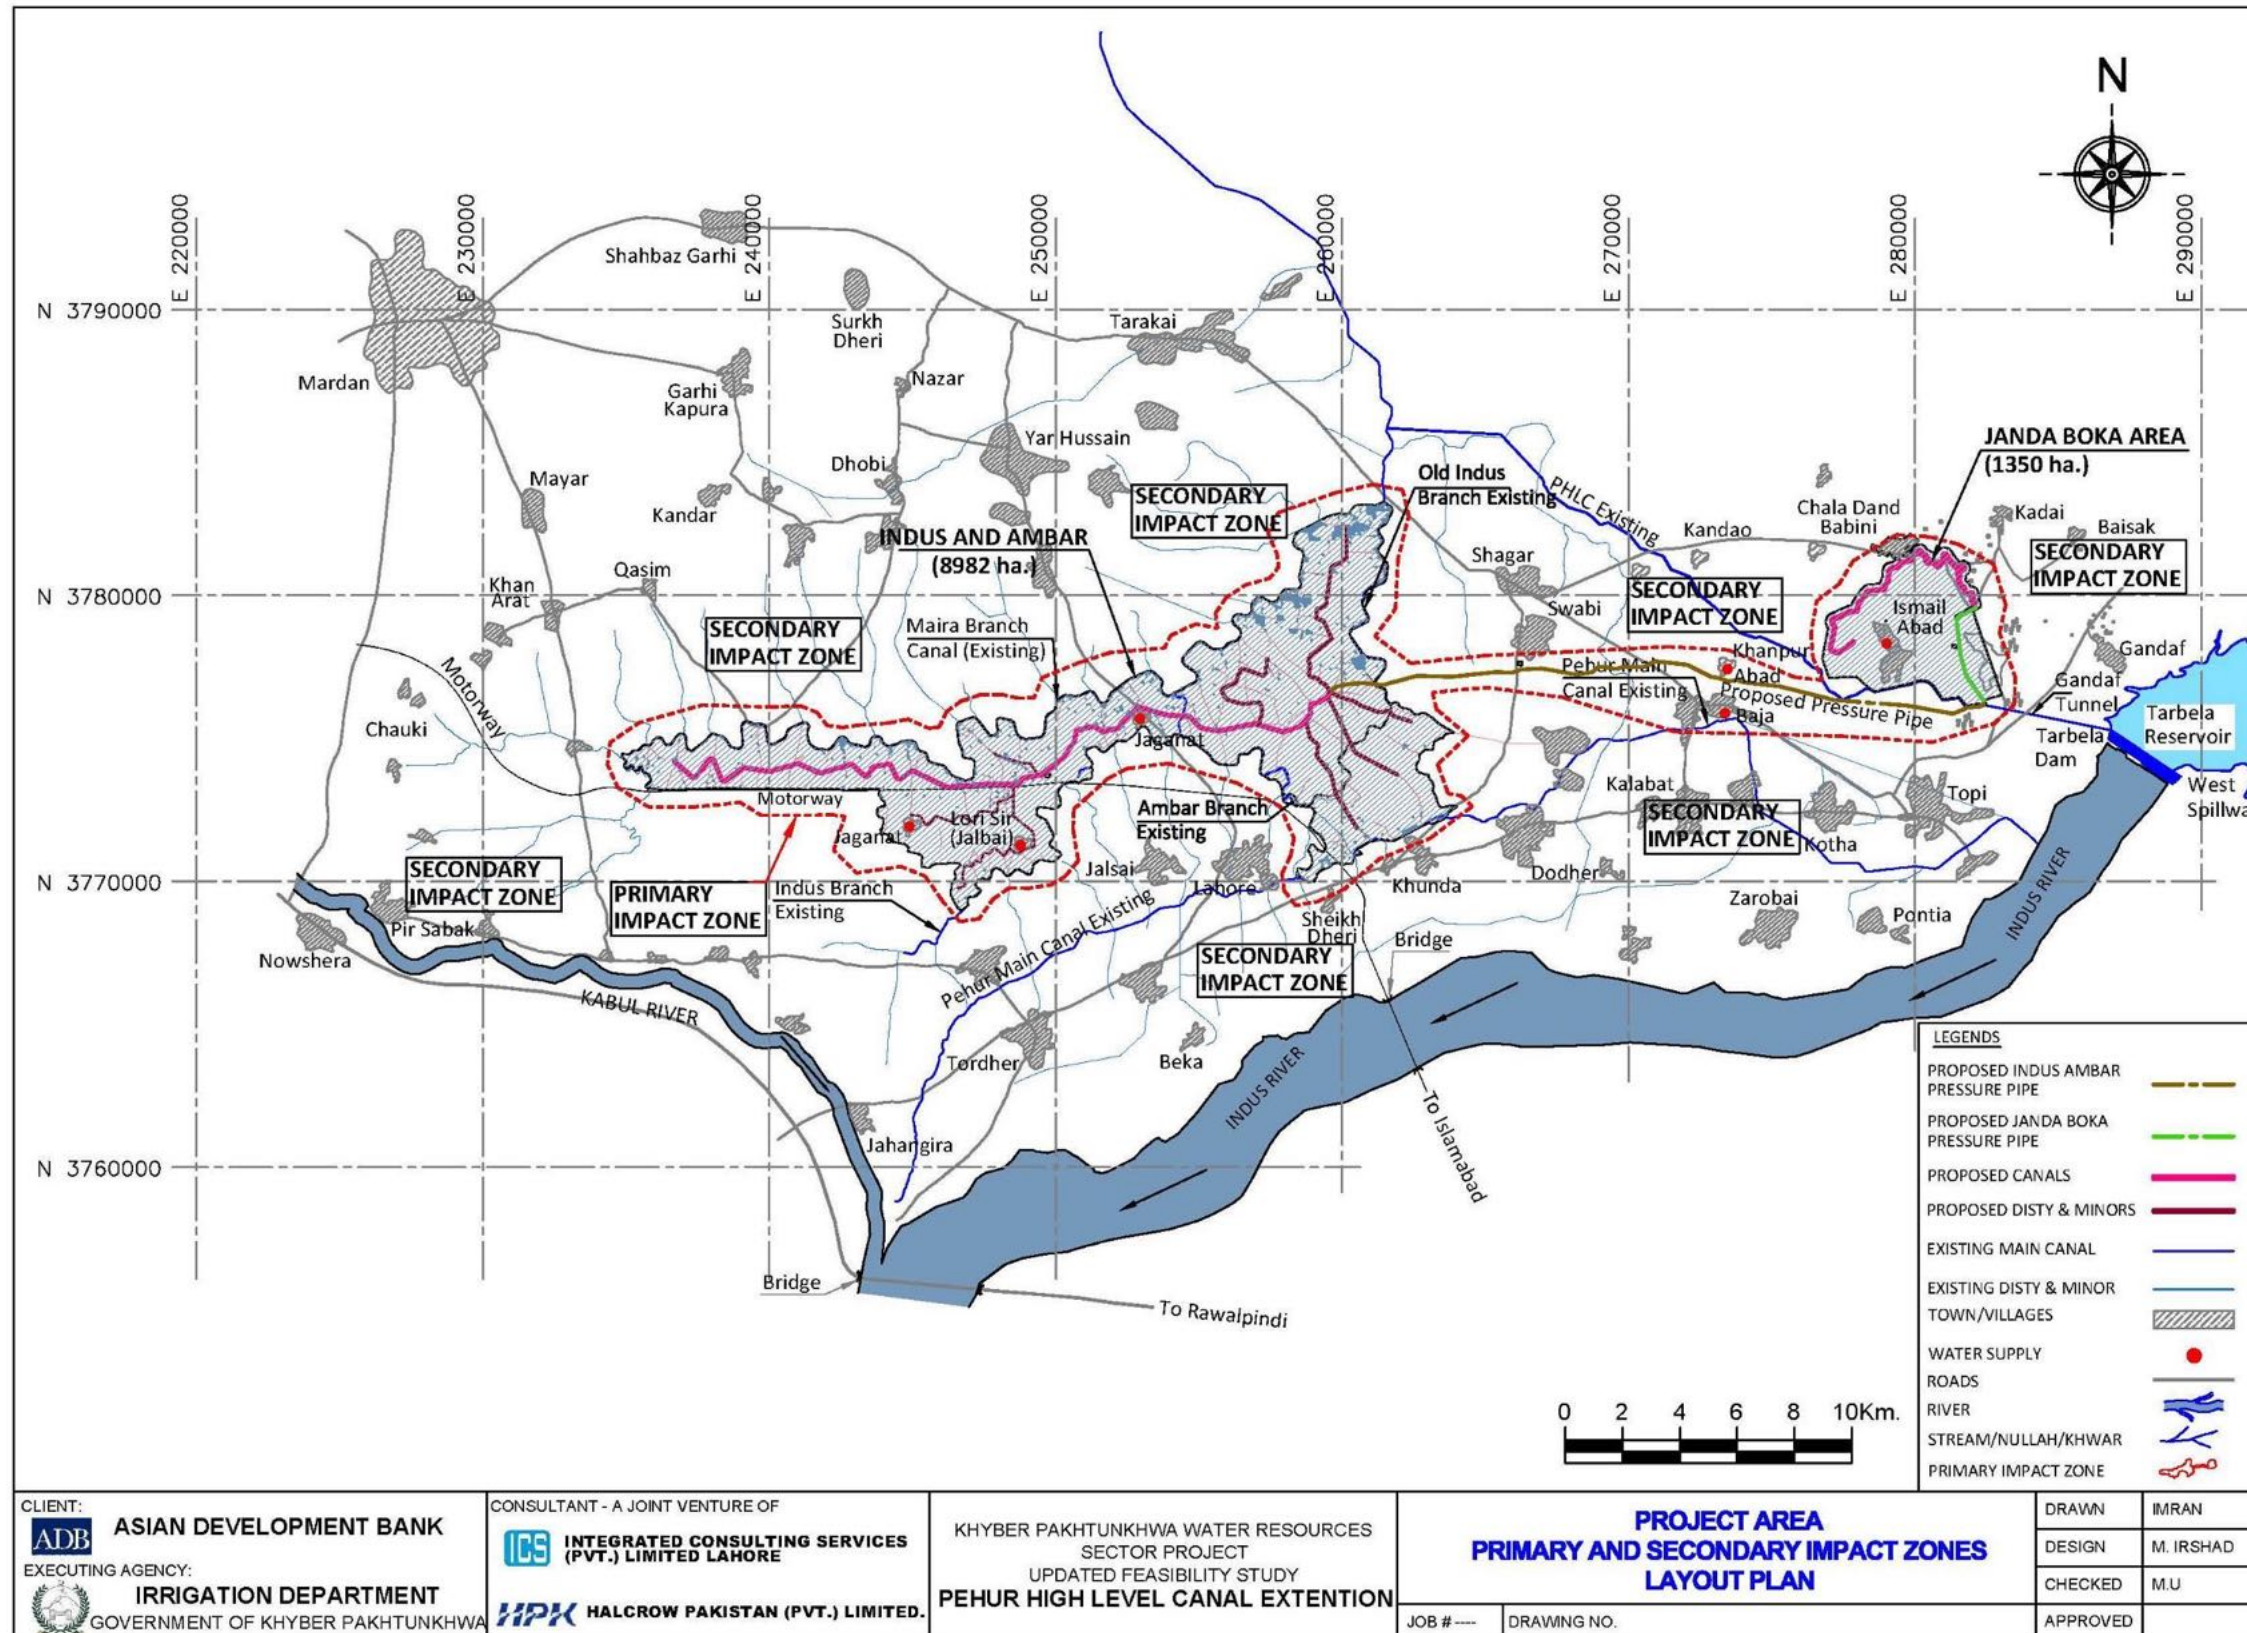 N
E 220000
E 230000
E 240000
E 250000
E 260000
E 270000
E 280000
E 290000
Shahbaz Garhi
N 3790000
Surkh
Dheri
Tarakai
Mardan
Garhi
Kapura
Nazar
Yar Hussain
JANDA BOKA AREA
(1350 ha.)
Mayar
Dhobi
Kandar
SECONDARY
IMPACT ZONE
Old Indus
Branch Existing
PHLC Existing
Chala Dand
Babini
Kadai
Baisak
Kandao
INDUS AND AMBAR
(8982 ha.)
Shagar
SECONDARY
IMPACT ZONE
Qasim
Khan
Arat
N 3780000
SECONDARY
IMPACT ZONE
Swabi
Ismail
Abad
SECONDARY
IMPACT ZONE
Maira Branch
Canal (Existing)
Khanpur
Abad
Gandaf
Pehur Main
Canal Existing
Proposed Pressure Pipe
Baja
Gandaf
Tunnel
Motorway
Chauki
Jaganat
Tarbela
Reservoir
Tarbela
Dam
West
Spillwa
Motorway
Ambar Branch
Existing
Kalabat
Topi
Jaganat
Lori Sir
(Jalbai)
SECONDARY
IMPACT ZONE
Kotha
Jalsai
Lahore
Khunda
Dodher
N 3770000
SECONDARY
IMPACT ZONE
PRIMARY
IMPACT ZONE
Indus Branch
Existing
Zarobai
Pontia
INDUS RIVER
Pir Sabak
Sheikh
Dheri
Bridge
Nowshera
SECONDARY
IMPACT ZONE
Pehur Main Canal Existing
KABUL RIVER
Tordher
Beka
INDUS RIVER
To Islamabad
Jahangira
N 3760000
Bridge
To Rawalpindi
LEGENDS
PROPOSED INDUS AMBAR
PRESSURE PIPE
PROPOSED JANDA BOKA
PRESSURE PIPE
PROPOSED CANALS
PROPOSED DISTY & MINORS
EXISTING MAIN CANAL
EXISTING DISTY & MINOR
TOWN/VILLAGES
WATER SUPPLY
ROADS
RIVER
STREAM/NULLAH/KHWAR
PRIMARY IMPACT ZONE
0 2 4 6 8 10Km.
CLIENT:
ADB
ASIAN DEVELOPMENT BANK
EXECUTING AGENCY:
IRRIGATION DEPARTMENT
GOVERNMENT OF KHYBER PAKHTUNKHWA
CONSULTANT - A JOINT VENTURE OF
ICS
INTEGRATED CONSULTING SERVICES
(PVT.) LIMITED LAHORE
HPK
HALCROW PAKISTAN (PVT.) LIMITED.
KHYBER PAKHTUNKHWA WATER RESOURCES
SECTOR PROJECT
UPDATED FEASIBILITY STUDY
PEHUR HIGH LEVEL CANAL EXTENTION
PROJECT AREA
PRIMARY AND SECONDARY IMPACT ZONES
LAYOUT PLAN
JOB # ----
DRAWING NO.
DRAWN IMRAN
DESIGN M. IRSHAD
CHECKED M.U
APPROVED